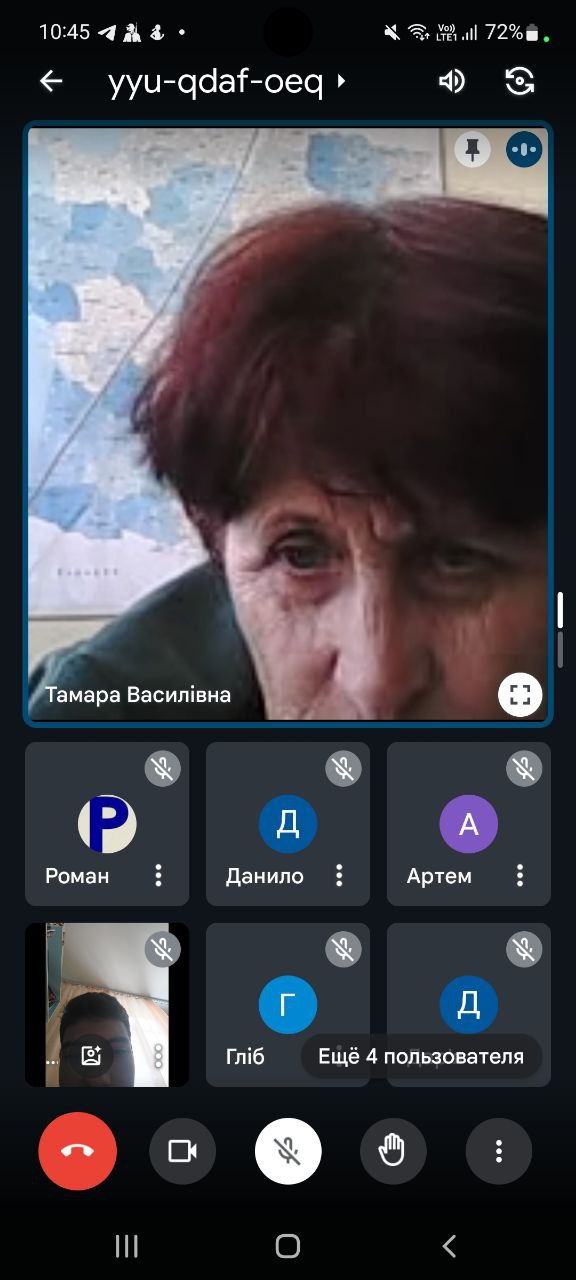 10:45
Vo))
LTE1
72%
yyu-qdaf-oeq
Тамара Василівна
P
Роман
Д
Данило
А
Артем
...
Г
Гліб
Д
Ещё 4 пользователя